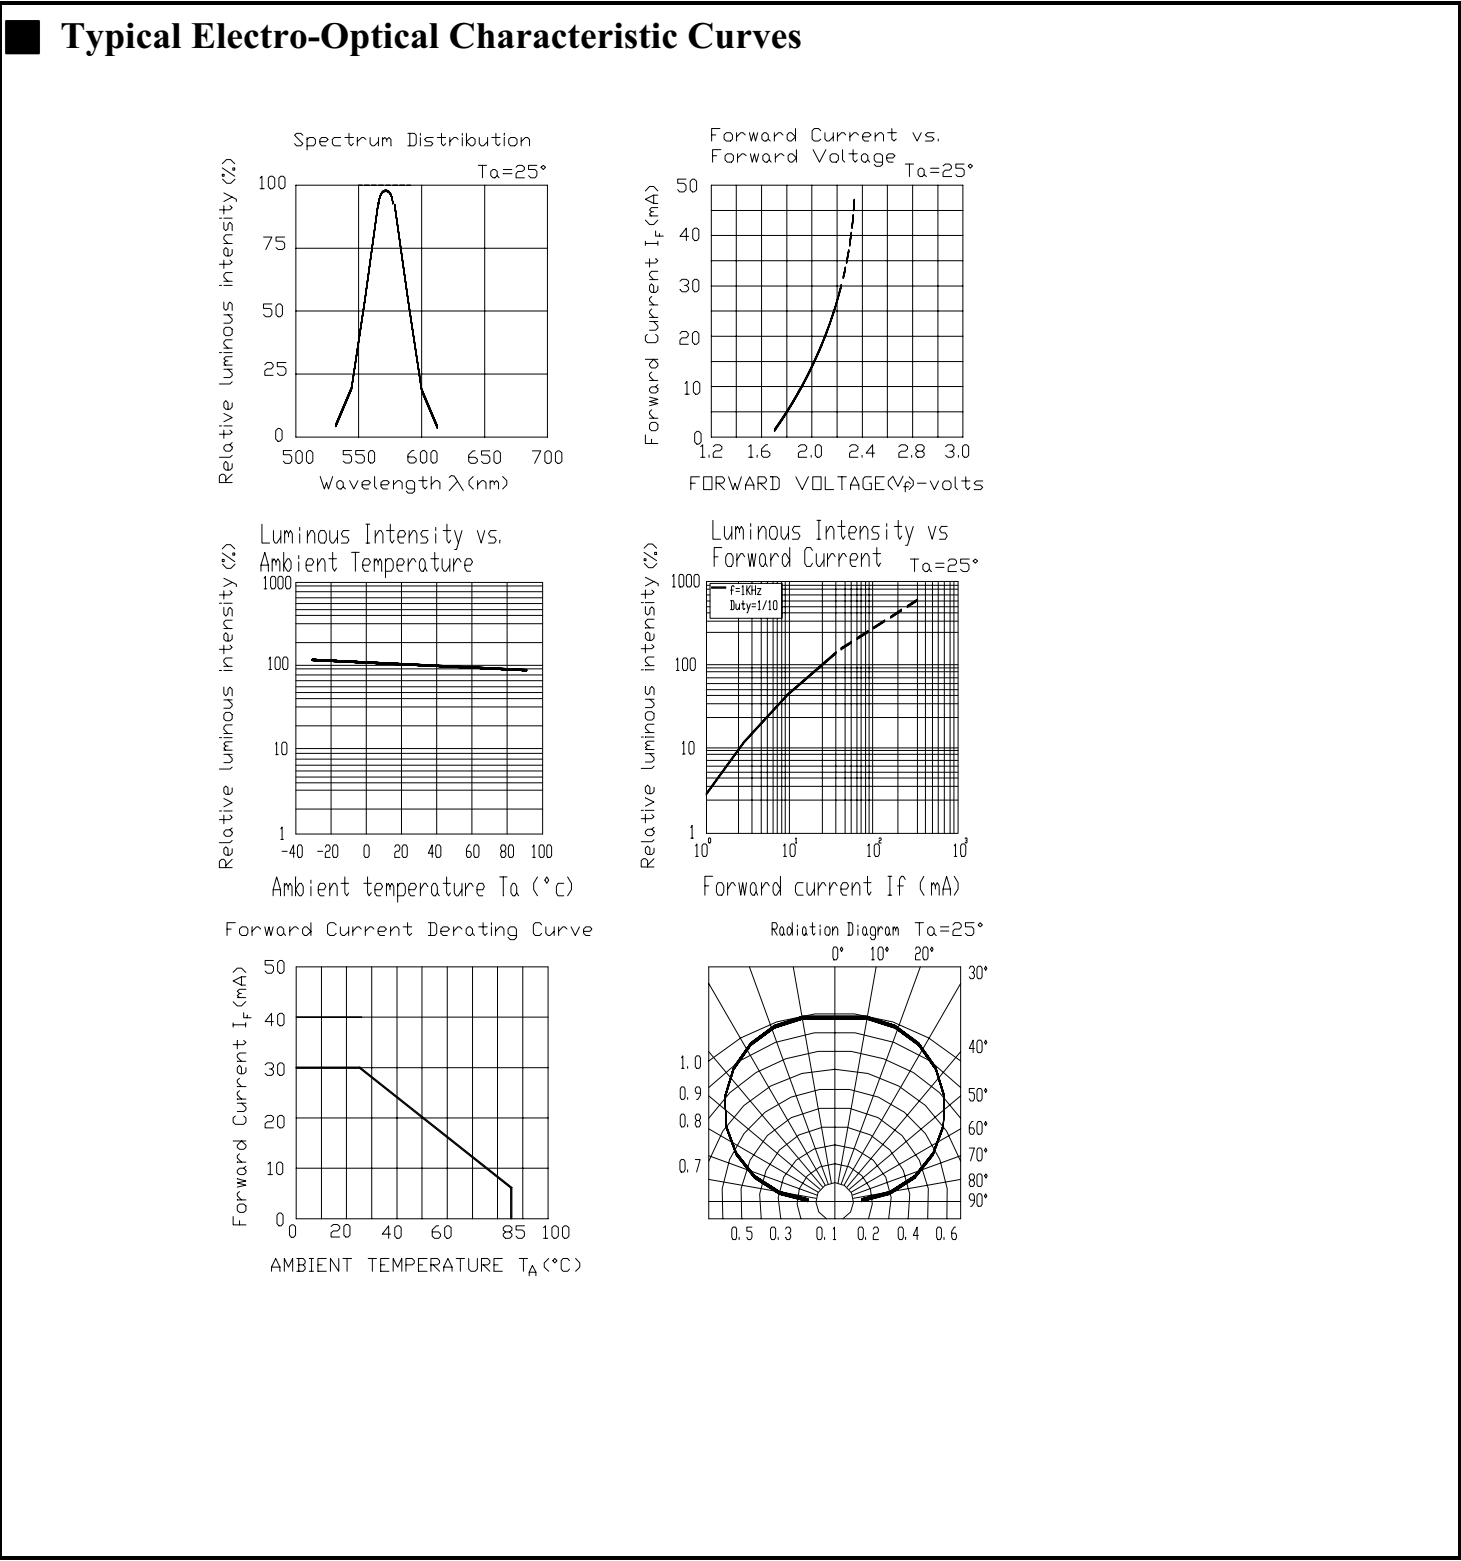 Typical Electro-Optical Characteristic Curves
Spectrum Distribution
Ta=25°
Relative luminous intensity (%)
100
75
50
25
0
500 550 600 650 700
Wavelength λ (nm)
Forward Current vs.
Forward Voltage
Ta=25°
Forward Current IF (mA)
50
40
30
20
10
0
1.2 1.6 2.0 2.4 2.8 3.0
FORWARD VOLTAGE(VF)-volts
Luminous Intensity vs.
Ambient Temperature
Relative luminous intensity (%)
1000
100
10
1
-40 -20 0 20 40 60 80 100
Ambient temperature Ta (°c)
Luminous Intensity vs
Forward Current
Ta=25°
Relative luminous intensity (%)
f=1KHz
Duty=1/10
1000
100
10
1
10⁰ 10¹ 10² 10³
Forward current If (mA)
Forward Current Derating Curve
Forward Current IF (mA)
50
40
30
20
10
0
0 20 40 60 85 100
AMBIENT TEMPERATURE TA (°C)
Radiation Diagram Ta=25°
0° 10° 20°
30°
40°
50°
60°
70°
80°
90°
1.0
0.9
0.8
0.7
0.5 0.3 0.1 0.2 0.4 0.6